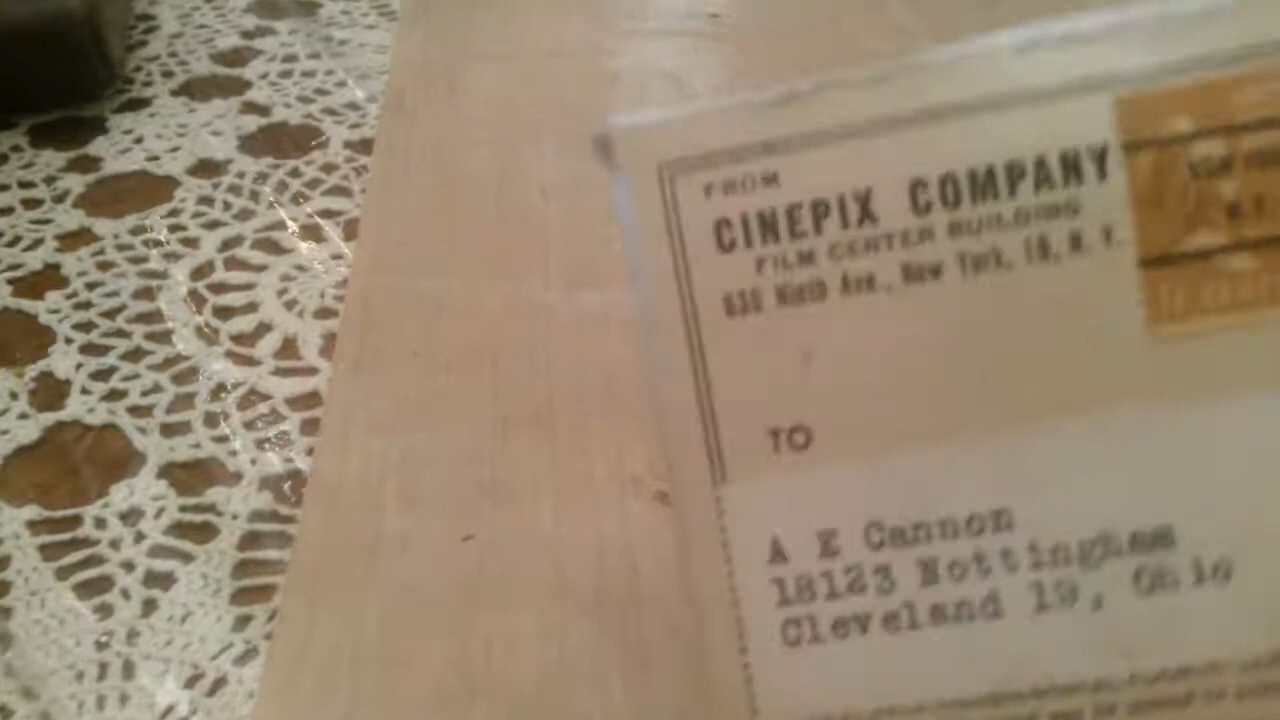 FROM
CINEPIX COMPANY
FILM CENTER BUILDING
630 Ninth Ave., New York, 19, N. Y.
TO
A E Cannon
18123 Nottingham
Cleveland 19, Ohio